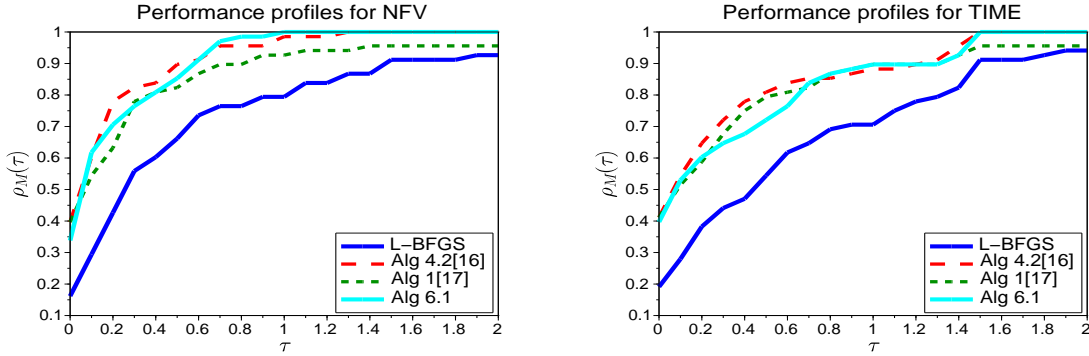 Performance profiles for NFV
1
0.9
0.8
0.7
0.6
0.5
0.4
0.3
0.2
0.1
ρ_M(τ)
0 0.2 0.4 0.6 0.8 1 1.2 1.4 1.6 1.8 2
τ
L−BFGS
Alg 4.2[16]
Alg 1[17]
Alg 6.1
Performance profiles for TIME
1
0.9
0.8
0.7
0.6
0.5
0.4
0.3
0.2
0.1
ρ_M(τ)
0 0.2 0.4 0.6 0.8 1 1.2 1.4 1.6 1.8 2
τ
L−BFGS
Alg 4.2[16]
Alg 1[17]
Alg 6.1